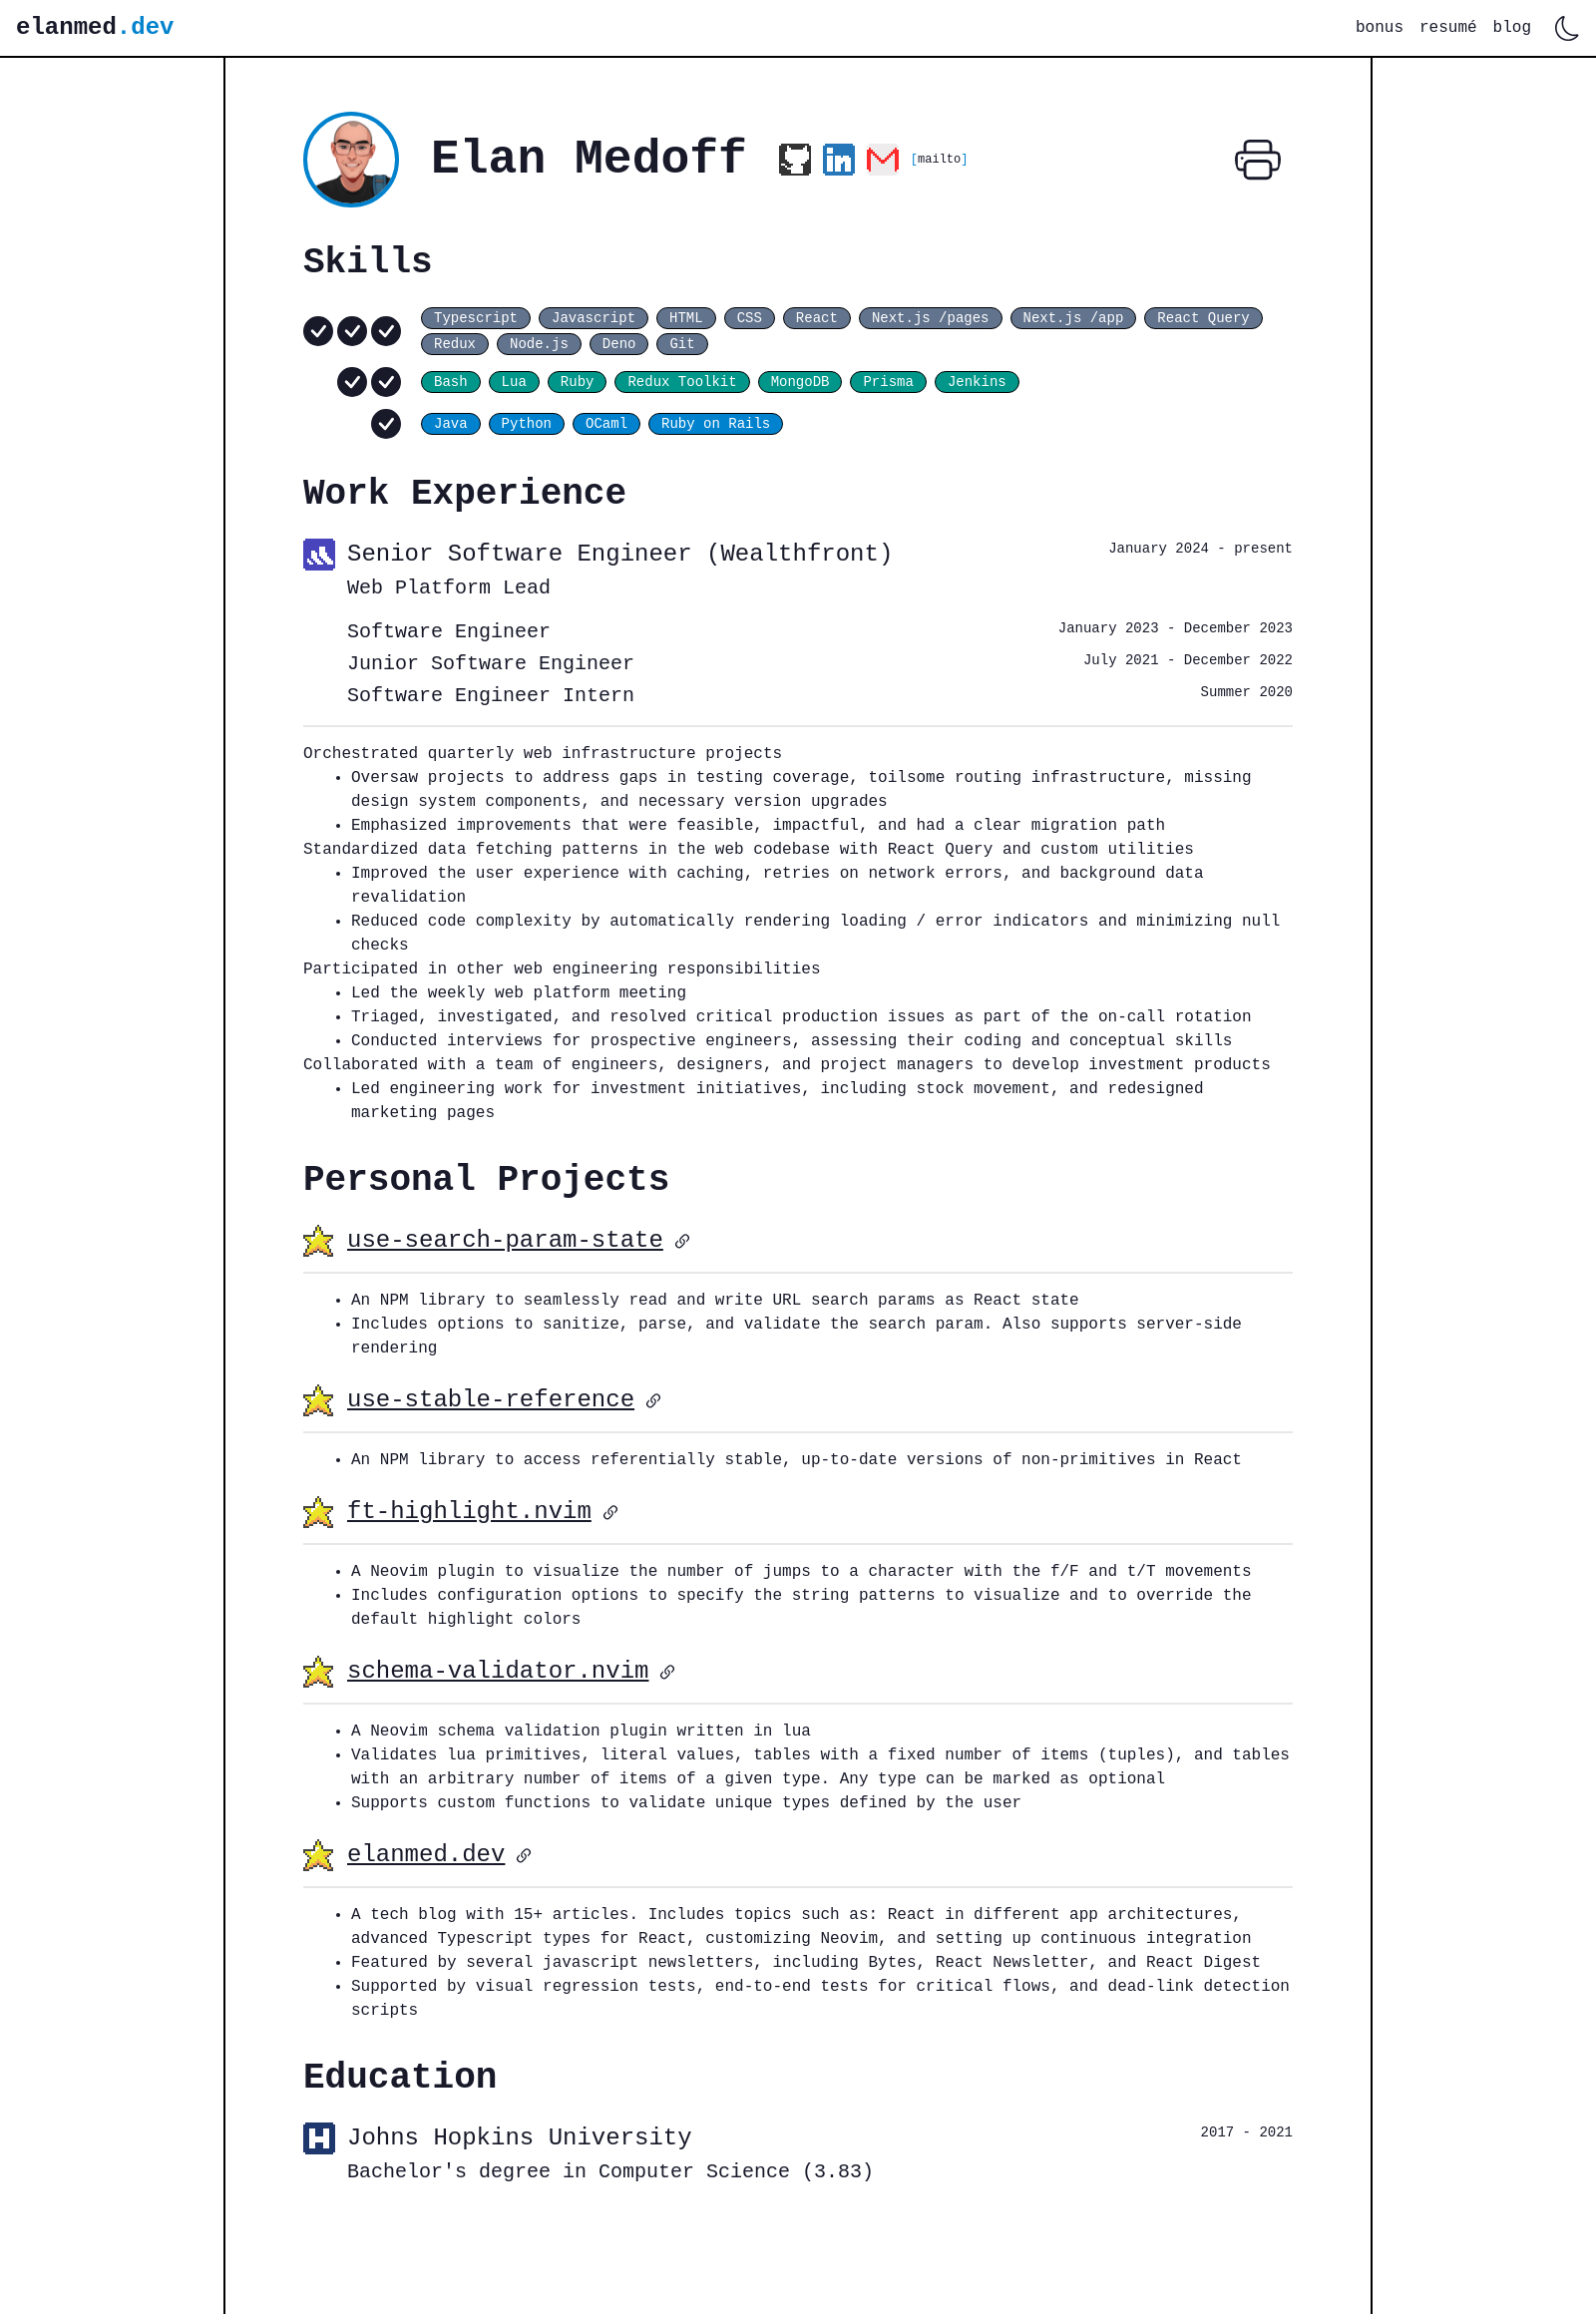 elanmed.dev
bonus resumé blog
Elan Medoff [mailto]
Skills
Typescript Javascript HTML CSS React Next.js /pages Next.js /app React Query
Redux Node.js Deno Git
Bash Lua Ruby Redux Toolkit MongoDB Prisma Jenkins
Java Python OCaml Ruby on Rails
Work Experience
Senior Software Engineer (Wealthfront) January 2024 - present
Web Platform Lead
Software Engineer January 2023 - December 2023
Junior Software Engineer July 2021 - December 2022
Software Engineer Intern Summer 2020
Orchestrated quarterly web infrastructure projects
• Oversaw projects to address gaps in testing coverage, toilsome routing infrastructure, missing
design system components, and necessary version upgrades
• Emphasized improvements that were feasible, impactful, and had a clear migration path
Standardized data fetching patterns in the web codebase with React Query and custom utilities
• Improved the user experience with caching, retries on network errors, and background data
revalidation
• Reduced code complexity by automatically rendering loading / error indicators and minimizing null
checks
Participated in other web engineering responsibilities
• Led the weekly web platform meeting
• Triaged, investigated, and resolved critical production issues as part of the on-call rotation
• Conducted interviews for prospective engineers, assessing their coding and conceptual skills
Collaborated with a team of engineers, designers, and project managers to develop investment products
• Led engineering work for investment initiatives, including stock movement, and redesigned
marketing pages
Personal Projects
use-search-param-state
• An NPM library to seamlessly read and write URL search params as React state
• Includes options to sanitize, parse, and validate the search param. Also supports server-side
rendering
use-stable-reference
• An NPM library to access referentially stable, up-to-date versions of non-primitives in React
ft-highlight.nvim
• A Neovim plugin to visualize the number of jumps to a character with the f/F and t/T movements
• Includes configuration options to specify the string patterns to visualize and to override the
default highlight colors
schema-validator.nvim
• A Neovim schema validation plugin written in lua
• Validates lua primitives, literal values, tables with a fixed number of items (tuples), and tables
with an arbitrary number of items of a given type. Any type can be marked as optional
• Supports custom functions to validate unique types defined by the user
elanmed.dev
• A tech blog with 15+ articles. Includes topics such as: React in different app architectures,
advanced Typescript types for React, customizing Neovim, and setting up continuous integration
• Featured by several javascript newsletters, including Bytes, React Newsletter, and React Digest
• Supported by visual regression tests, end-to-end tests for critical flows, and dead-link detection
scripts
Education
Johns Hopkins University 2017 - 2021
Bachelor's degree in Computer Science (3.83)